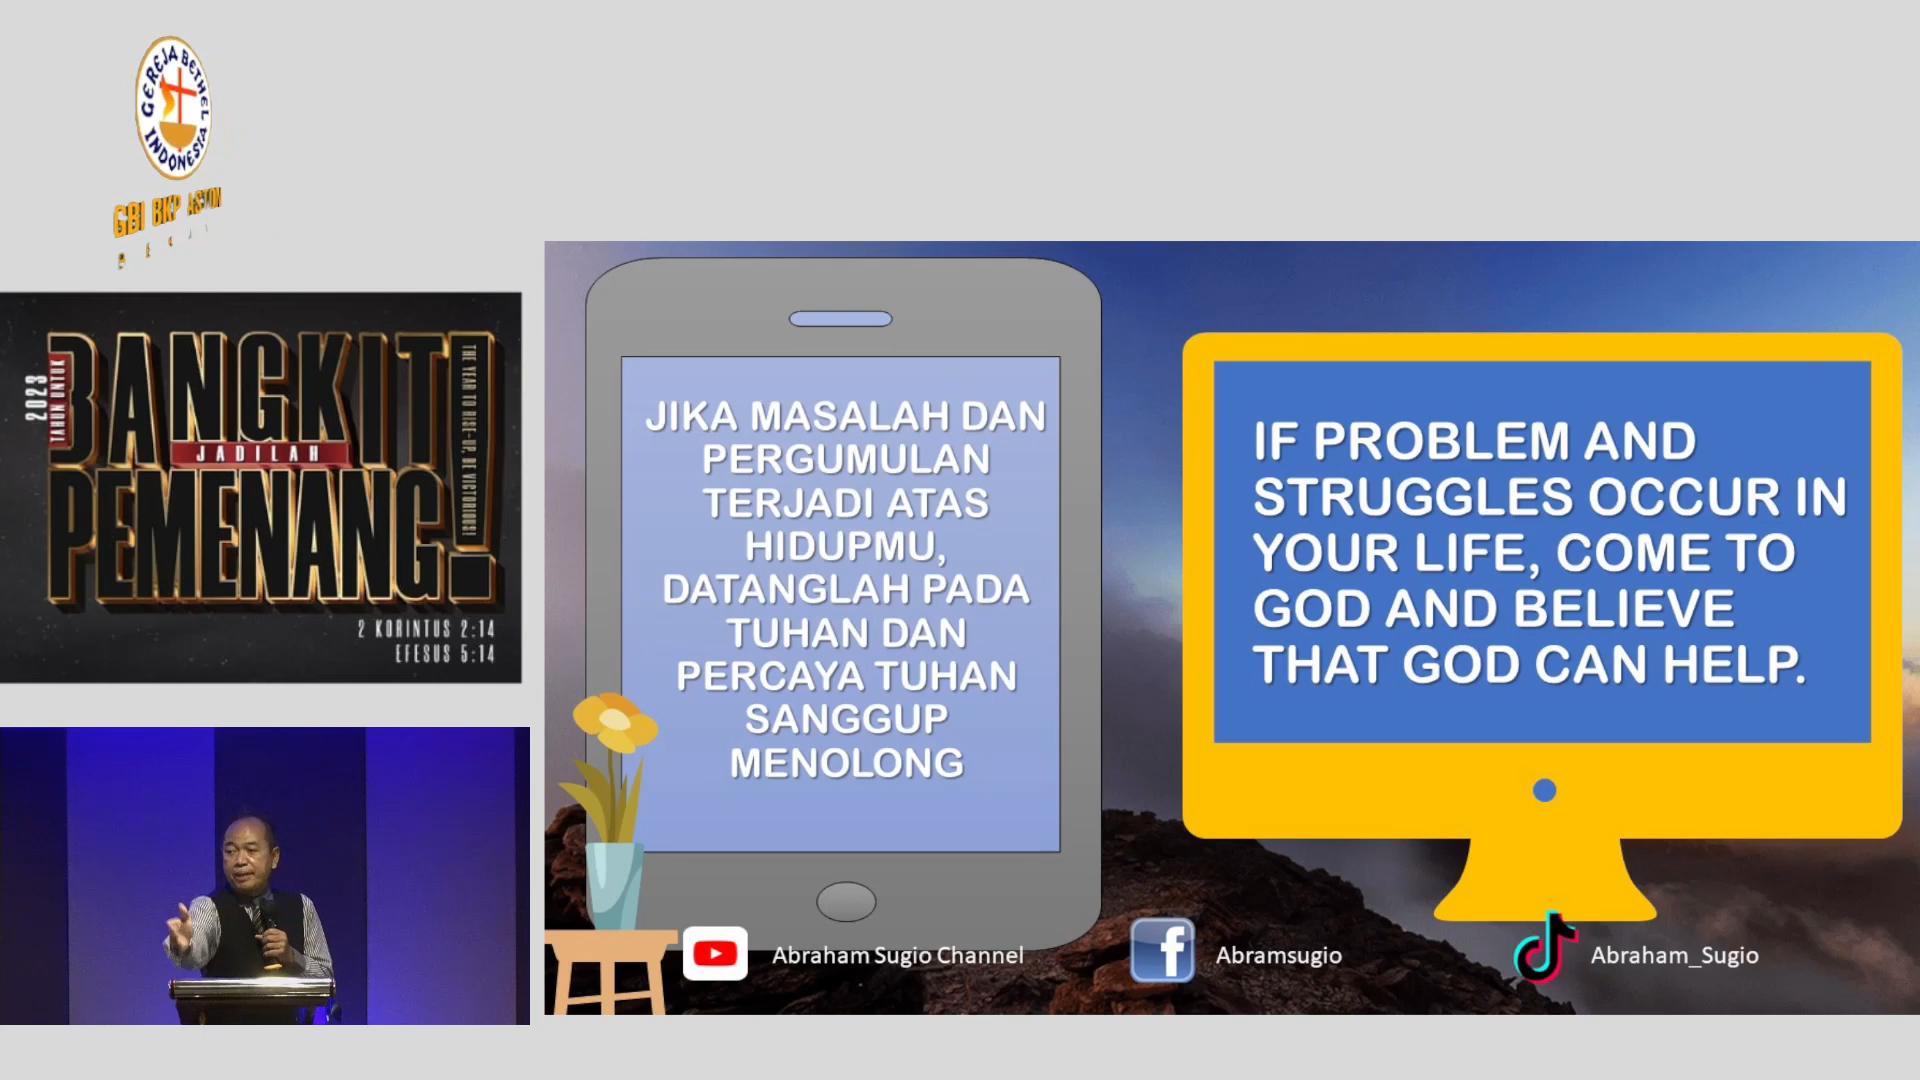 GEREJA BETHEL INDONESIA
GBI BKP ASTON
2023
TAHUN UNTUK
BANGKIT!
JADILAH
PEMENANG
THE YEAR TO RISE-UP, BE VICTORIOUS!
2 KORINTUS 2:14
EFESUS 5:14
JIKA MASALAH DAN
PERGUMULAN
TERJADI ATAS
HIDUPMU,
DATANGLAH PADA
TUHAN DAN
PERCAYA TUHAN
SANGGUP
MENOLONG
IF PROBLEM AND
STRUGGLES OCCUR IN
YOUR LIFE, COME TO
GOD AND BELIEVE
THAT GOD CAN HELP.
Abraham Sugio Channel
Abramsugio
Abraham_Sugio